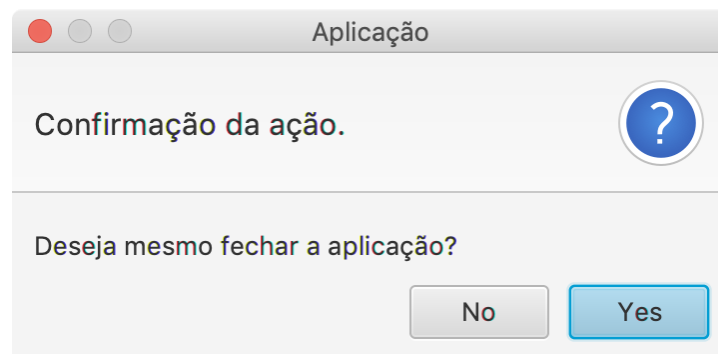 Aplicação
Confirmação da ação.
?
Deseja mesmo fechar a aplicação?
No
Yes